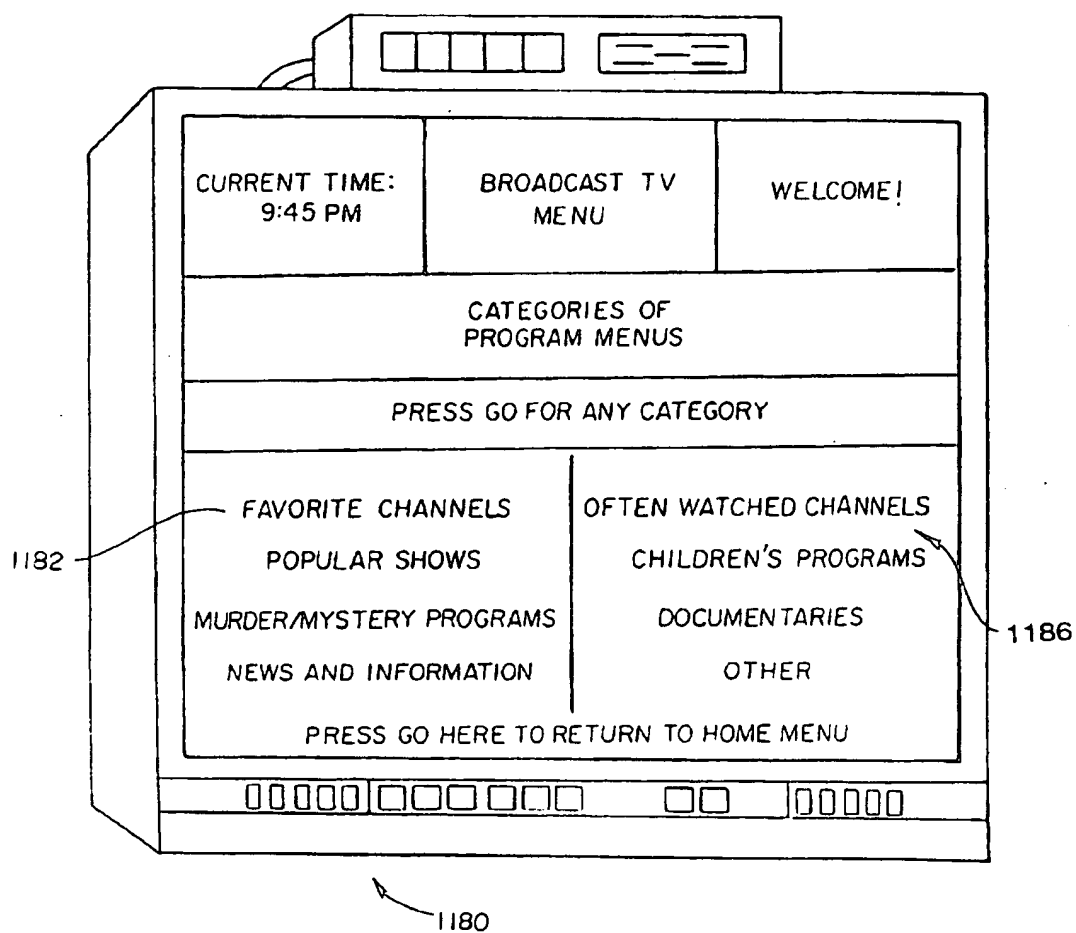 CURRENT TIME:
9:45 PM
BROADCAST TV
MENU
WELCOME!
CATEGORIES OF
PROGRAM MENUS
PRESS GO FOR ANY CATEGORY
FAVORITE CHANNELS
OFTEN WATCHED CHANNELS
1182
POPULAR SHOWS
CHILDREN'S PROGRAMS
MURDER/MYSTERY PROGRAMS
DOCUMENTARIES
1186
NEWS AND INFORMATION
OTHER
PRESS GO HERE TO RETURN TO HOME MENU
1180